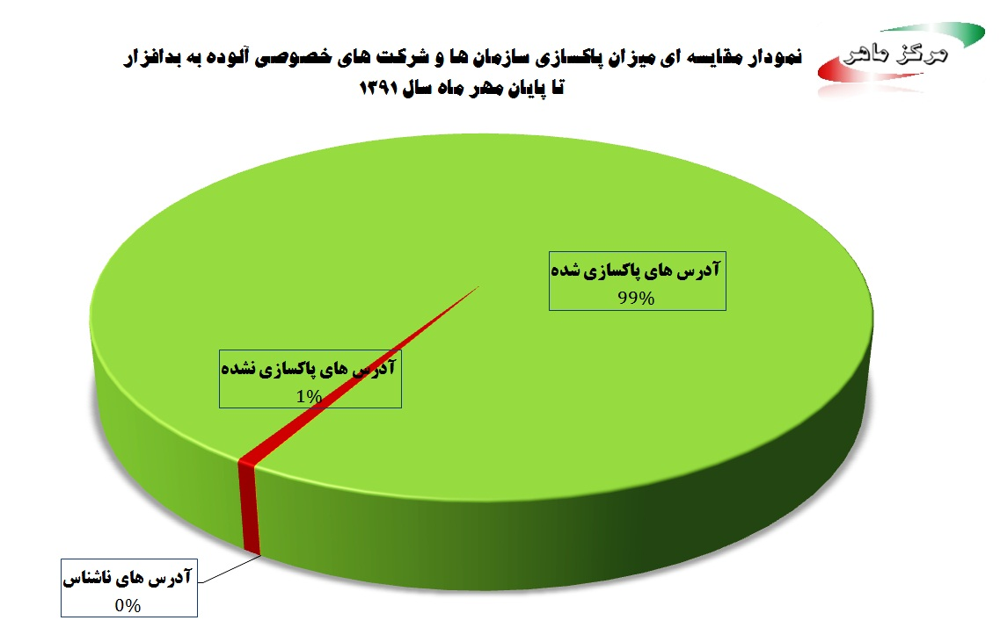 مرکز ماهر
نمودار مقایسه ای میزان پاکسازی سازمان ها و شرکت های خصوصی آلوده به بدافزار
تا پایان مهر ماه سال ۱۳۹۱
آدرس های پاکسازی شده
99%
آدرس های پاکسازی نشده
1%
آدرس های ناشناس
0%